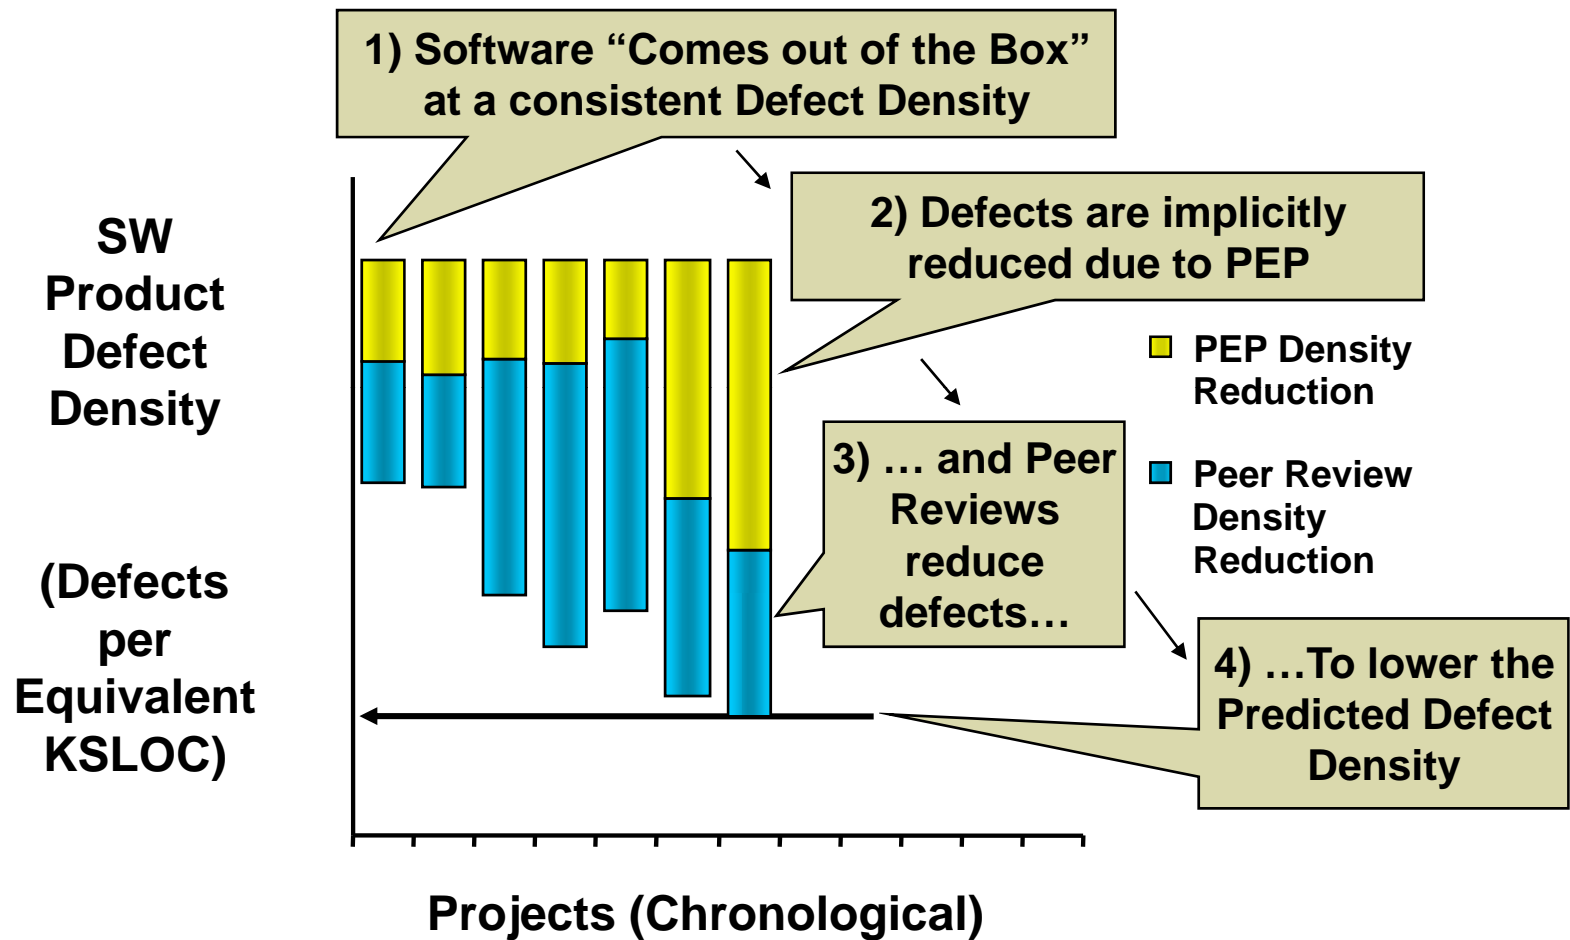 1) Software “Comes out of the Box”
at a consistent Defect Density
SW
Product
Defect
Density
2) Defects are implicitly
reduced due to PEP
PEP Density
Reduction
3) … and Peer
Reviews
reduce
defects…
Peer Review
Density
Reduction
(Defects
per
Equivalent
KSLOC)
4) …To lower the
Predicted Defect
Density
Projects (Chronological)